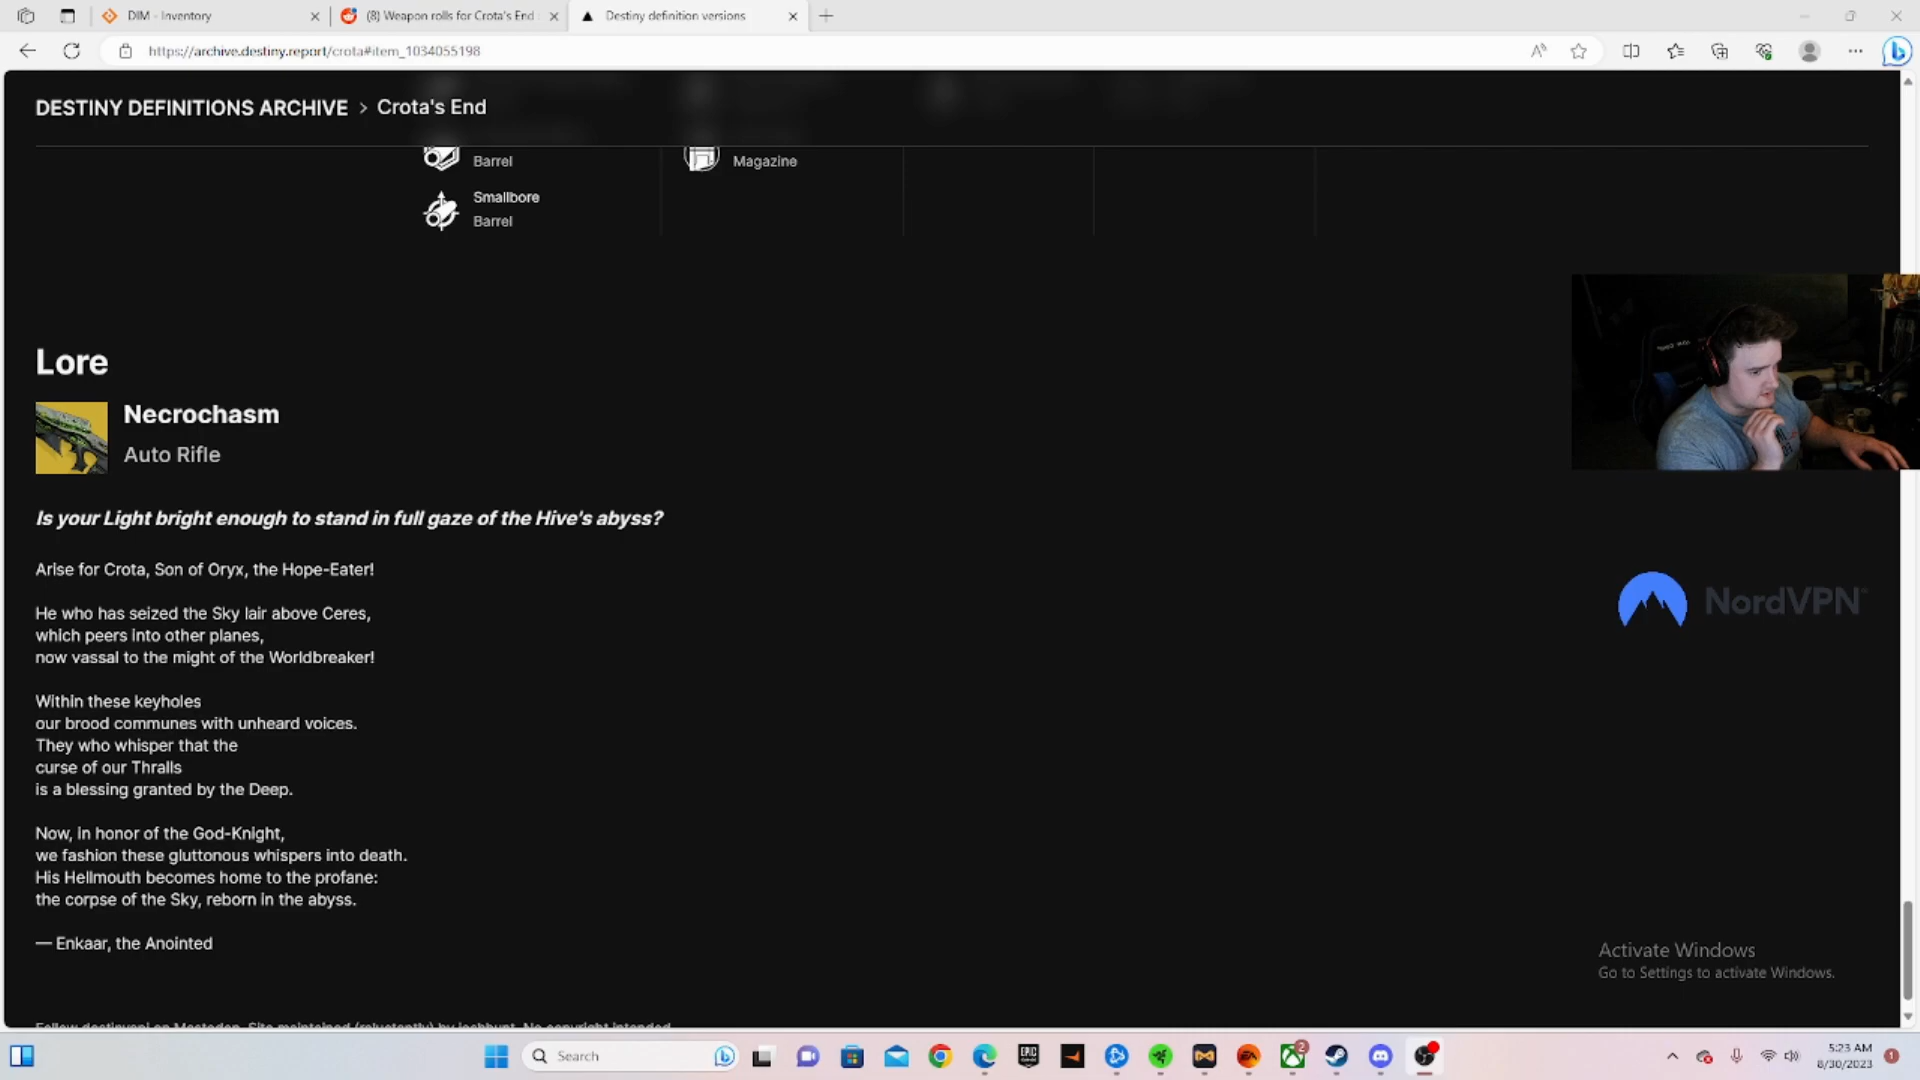 DIM - Inventory
(8) Weapon rolls for Crota's End
Destiny definition versions
https://archive.destiny.report/crota#item_1034055198
DESTINY DEFINITIONS ARCHIVE > Crota's End
Barrel
Magazine
Smallbore
Barrel
Lore
Necrochasm
Auto Rifle
Is your Light bright enough to stand in full gaze of the Hive's abyss?
Arise for Crota, Son of Oryx, the Hope-Eater!
He who has seized the Sky lair above Ceres,
which peers into other planes,
now vassal to the might of the Worldbreaker!
Within these keyholes
our brood communes with unheard voices.
They who whisper that the
curse of our Thralls
is a blessing granted by the Deep.
Now, in honor of the God-Knight,
we fashion these gluttonous whispers into death.
His Hellmouth becomes home to the profane:
the corpse of the Sky, reborn in the abyss.
— Enkaar, the Anointed
NordVPN
Activate Windows
Go to Settings to activate Windows.
Search
EPIC
2
5:23 AM
8/30/2023
1